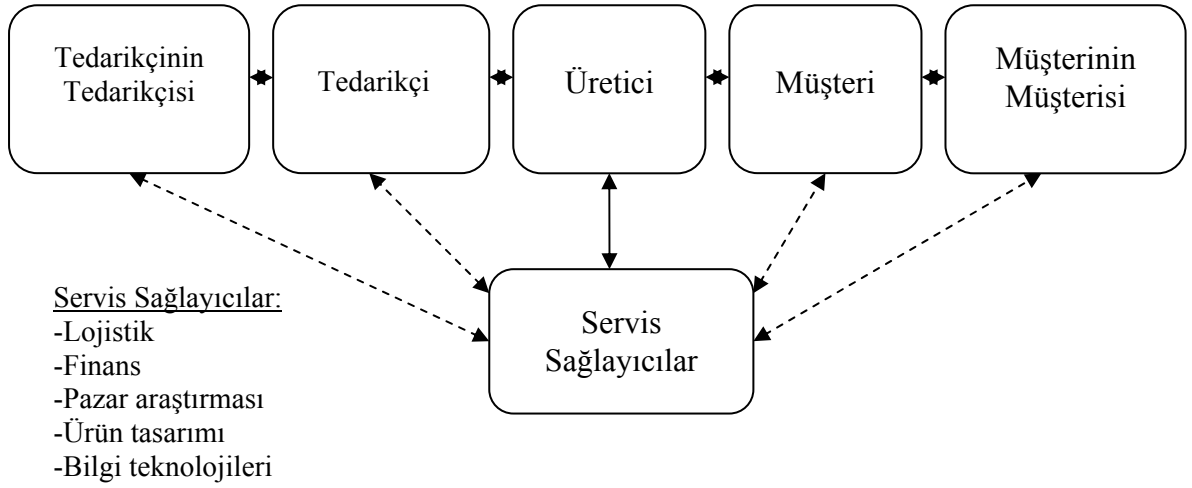 Tedarikçinin
Tedarikçisi
Tedarikçi
Üretici
Müşteri
Müşterinin
Müşterisi
Servis
Sağlayıcılar
Servis Sağlayıcılar:
-Lojistik
-Finans
-Pazar araştırması
-Ürün tasarımı
-Bilgi teknolojileri